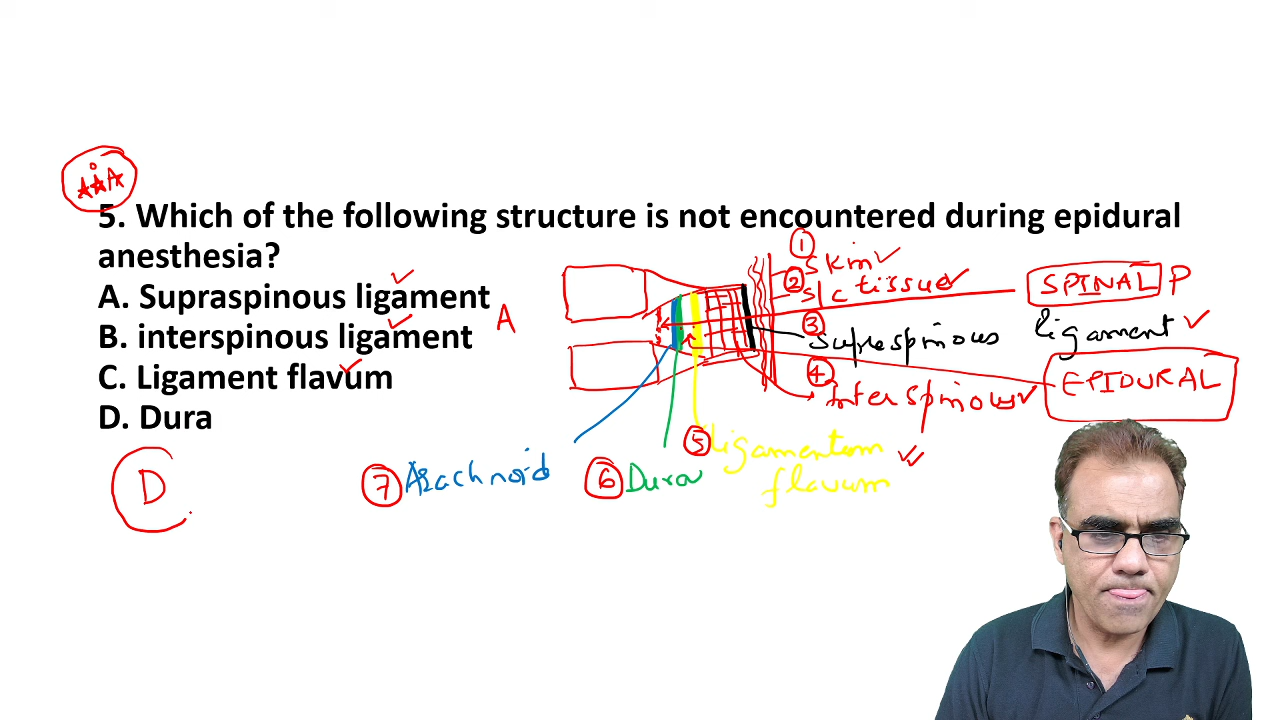 5. Which of the following structure is not encountered during epidural
anesthesia?
A. Supraspinous ligament
B. interspinous ligament
C. Ligament flavum
D. Dura
D
A
P
1
Skin
2
S/c tissue
SPINAL
3
Supraspinous ligament
4
Interspinous
EPIDURAL
5
Ligamentum
flavum
6 Dura
7 Arachnoid